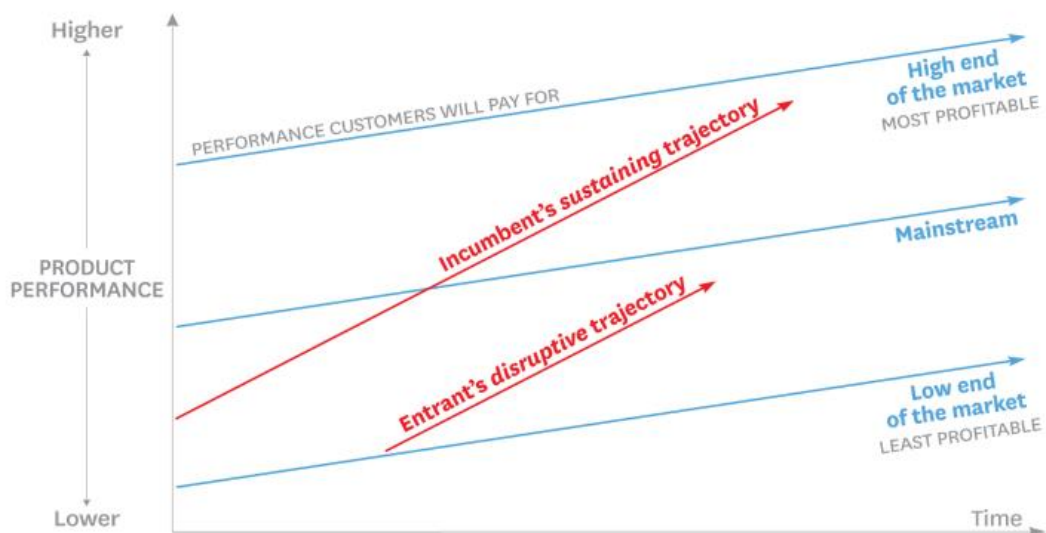 Higher
PERFORMANCE CUSTOMERS WILL PAY FOR
High end
of the market
MOST PROFITABLE
Incumbent's sustaining trajectory
Mainstream
PRODUCT
PERFORMANCE
Entrant's disruptive trajectory
Low end
of the market
LEAST PROFITABLE
Lower
Time